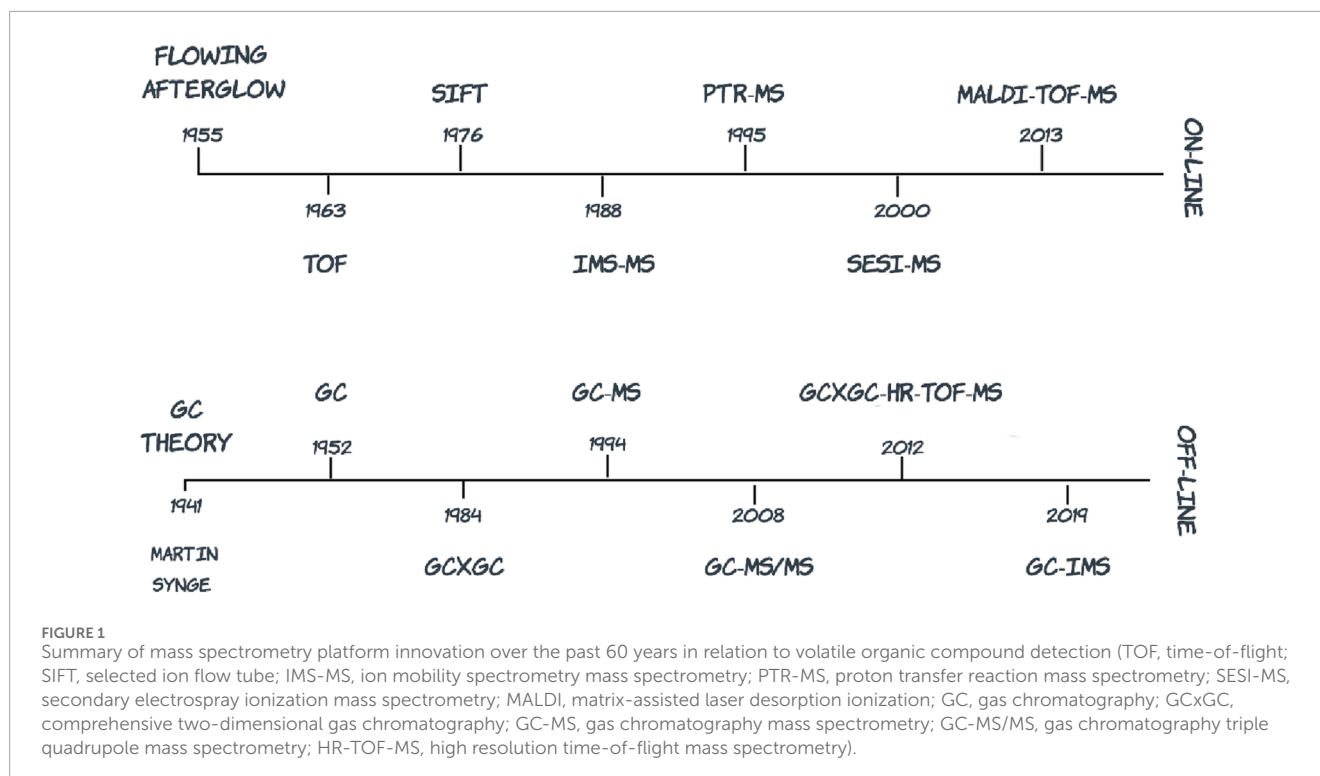 FLOWING
AFTERGLOW
SIFT
PTR-MS
MALDI-TOF-MS
1955
1976
1995
2013
ON-LINE
1963
1988
2000
TOF
IMS-MS
SESI-MS
GC
THEORY
GC
GC-MS
GCXGC-HR-TOF-MS
1952
1994
2012
OFF-LINE
1941
1984
2008
2019
MARTIN
SYNGE
GCXGC
GC-MS/MS
GC-IMS
FIGURE 1
Summary of mass spectrometry platform innovation over the past 60 years in relation to volatile organic compound detection (TOF, time-of-flight;
SIFT, selected ion flow tube; IMS-MS, ion mobility spectrometry mass spectrometry; PTR-MS, proton transfer reaction mass spectrometry; SESI-MS,
secondary electrospray ionization mass spectrometry; MALDI, matrix-assisted laser desorption ionization; GC, gas chromatography; GCxGC,
comprehensive two-dimensional gas chromatography; GC-MS, gas chromatography mass spectrometry; GC-MS/MS, gas chromatography triple
quadrupole mass spectrometry; HR-TOF-MS, high resolution time-of-flight mass spectrometry).